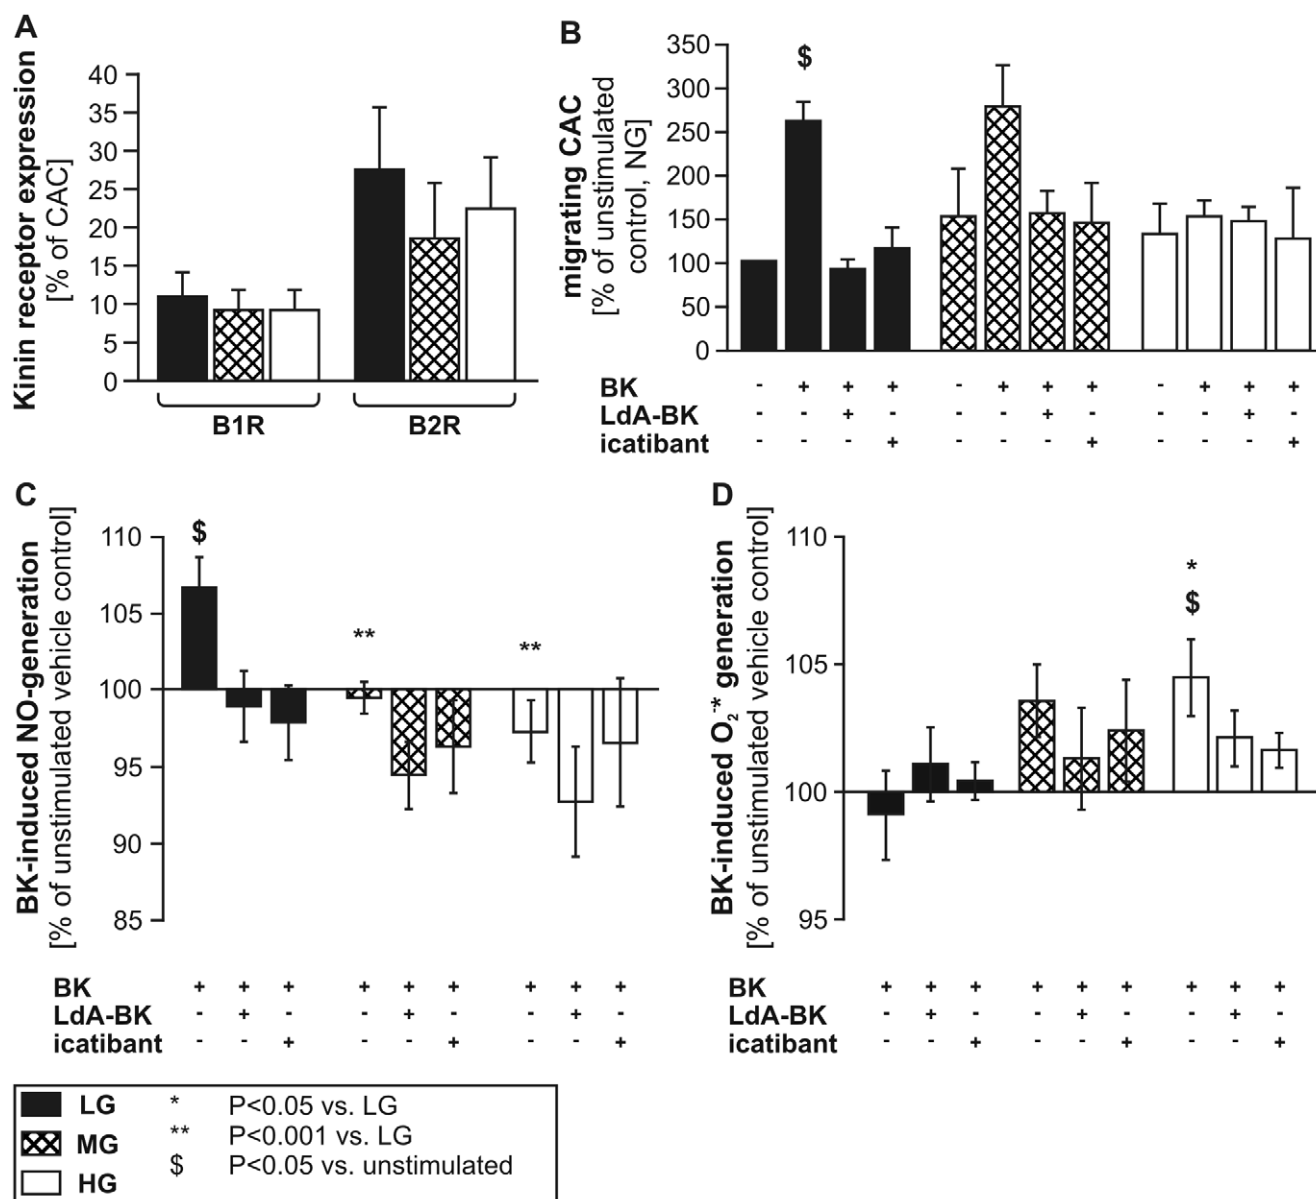 A
Kinin receptor expression
[% of CAC]
40
35
30
25
20
15
10
5
0
B1R
B2R
B
migrating CAC
[% of unstimulated
control, NG]
350
300
250
200
150
100
50
0
$
BK - + + + - + + + - + + +
LdA-BK - - + - - - + - - - + -
icatibant - - - + - - - + - - - +
C
BK-induced NO-generation
[% of unstimulated vehicle control]
110
105
100
95
90
85
$
**
**
BK + + + + + + + + +
LdA-BK - + - - + - - + -
icatibant - - + - - + - - +
D
BK-induced O₂⁻* generation
[% of unstimulated vehicle control]
110
105
100
95
*
$
BK + + + + + + + + +
LdA-BK - + - - + - - + -
icatibant - - + - - + - - +
LG * P<0.05 vs. LG
MG ** P<0.001 vs. LG
HG $ P<0.05 vs. unstimulated